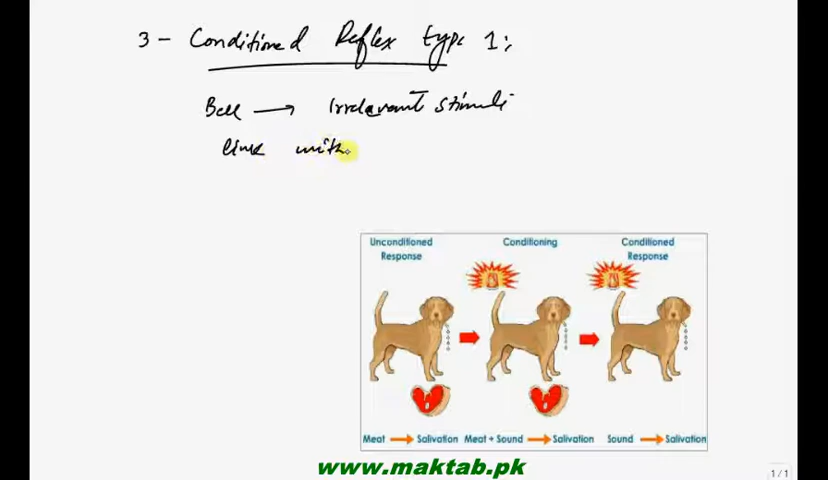 3 - Conditioned Reflex type 1:
Bell → Irrelavant stimuli
link with
Unconditioned Response
Conditioning
Conditioned Response
Meat → Salivation
Meat + Sound → Salivation
Sound → Salivation
www.maktab.pk
1/1